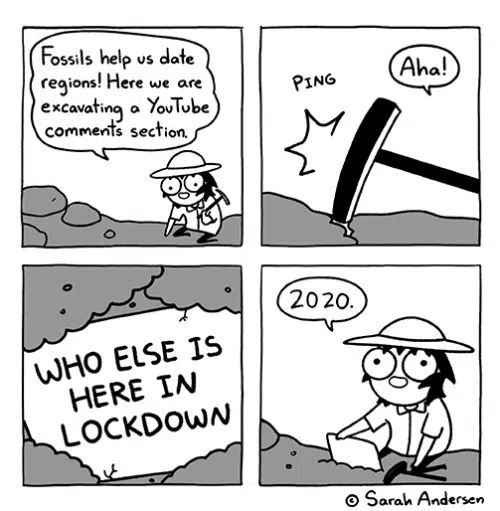 Fossils help us date
regions! Here we are
excavating a YouTube
comments section.
PING
Aha!
WHO ELSE IS
HERE IN
LOCKDOWN
2020.
© Sarah Andersen